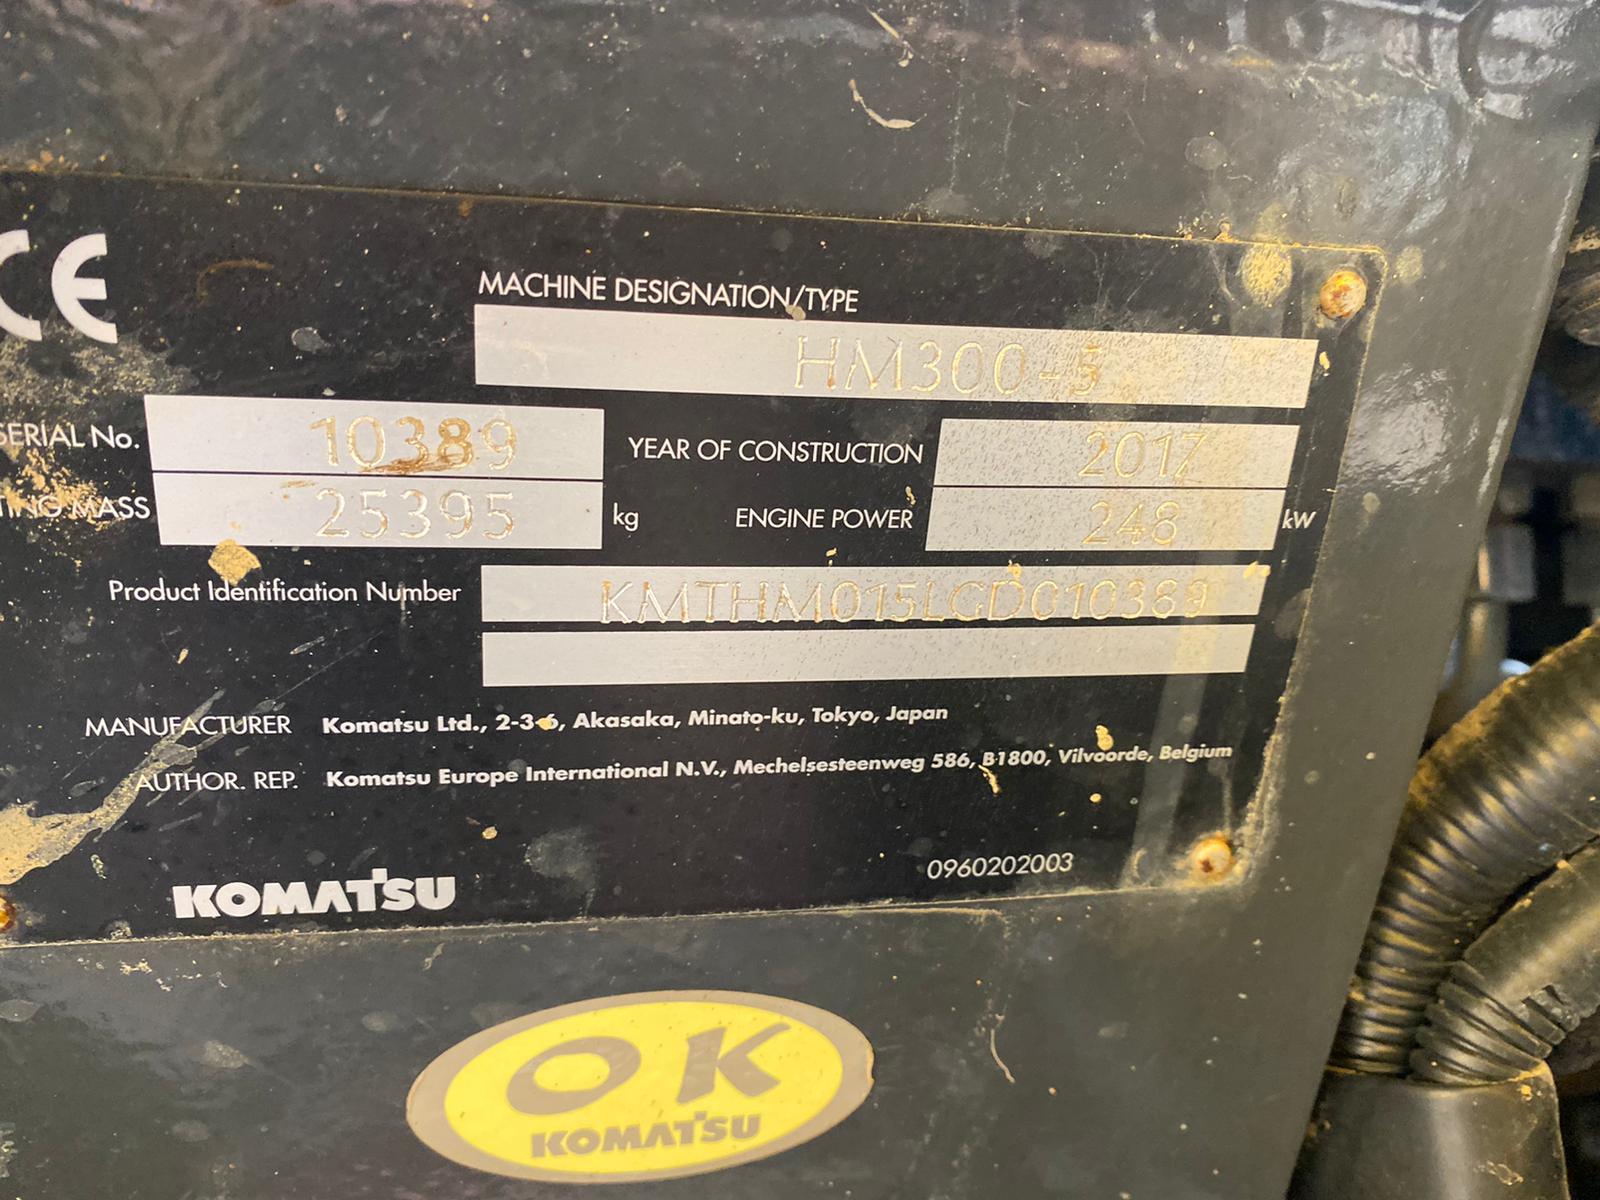 CE
MACHINE DESIGNATION/TYPE
HM300-5
SERIAL No. 10389 YEAR OF CONSTRUCTION 2017
MASS 25395 kg ENGINE POWER 248 kW
Product Identification Number KMTHM015LGD010389
MANUFACTURER Komatsu Ltd., 2-3-6, Akasaka, Minato-ku, Tokyo, Japan
AUTHOR. REP. Komatsu Europe International N.V., Mechelsesteenweg 586, B1800, Vilvoorde, Belgium
0960202003
KOMATSU
OK
KOMATSU